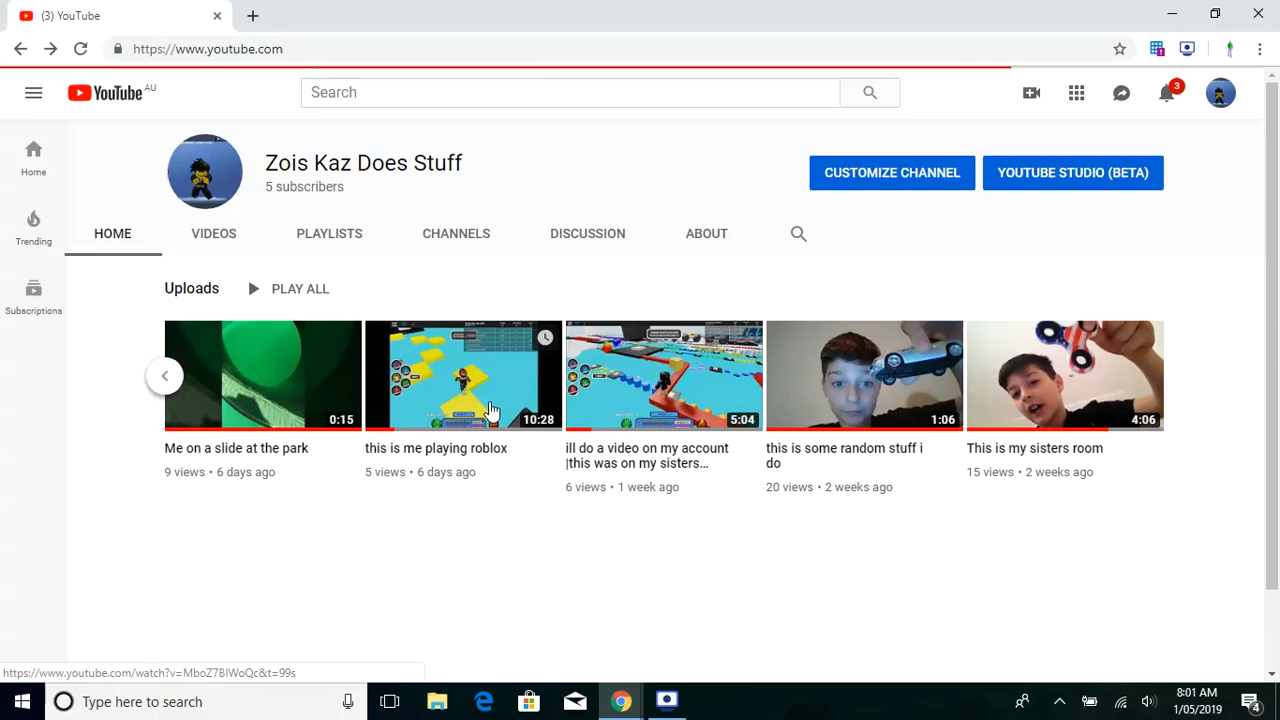 (3) YouTube
https://www.youtube.com
YouTube AU
Search
3
Zois Kaz Does Stuff
5 subscribers
CUSTOMIZE CHANNEL
YOUTUBE STUDIO (BETA)
Home
Trending
Subscriptions
HOME
VIDEOS
PLAYLISTS
CHANNELS
DISCUSSION
ABOUT
Uploads
PLAY ALL
0:15
Me on a slide at the park
9 views • 6 days ago
10:28
this is me playing roblox
5 views • 6 days ago
5:04
ill do a video on my account
|this was on my sisters...
6 views • 1 week ago
1:06
this is some random stuff i
do
20 views • 2 weeks ago
4:06
This is my sisters room
15 views • 2 weeks ago
https://www.youtube.com/watch?v=MboZ7BlWoQc&t=99s
Type here to search
8:01 AM
1/05/2019
4